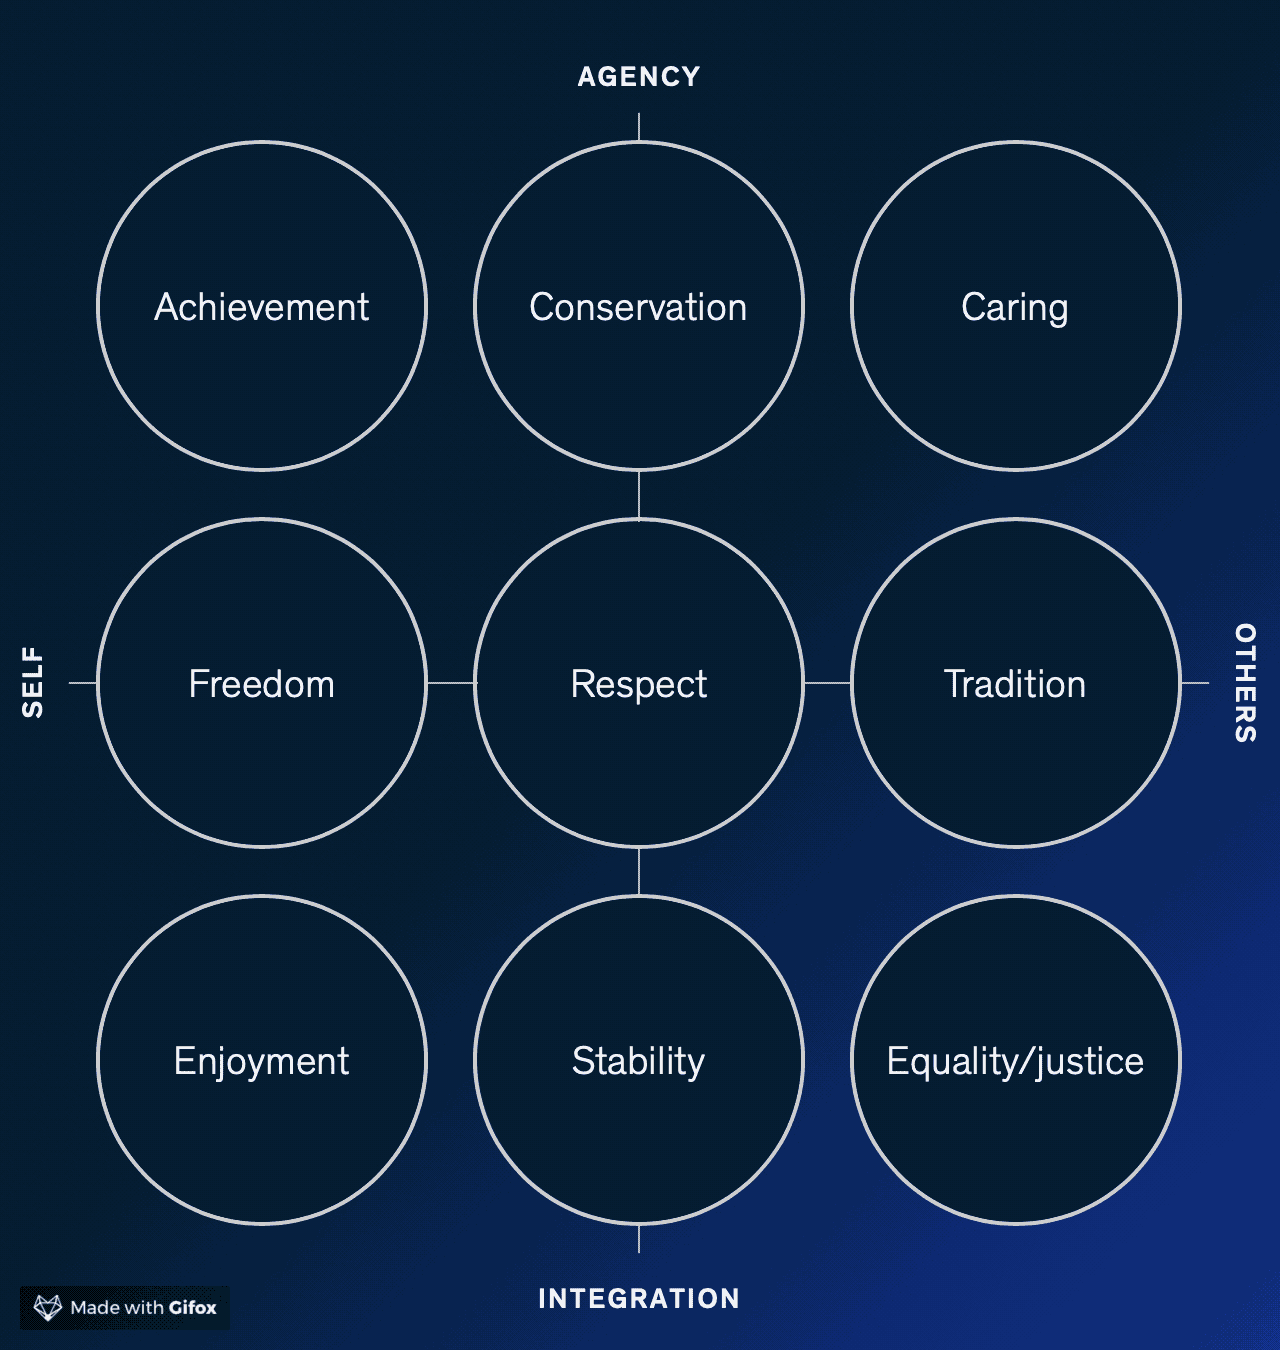 AGENCY
Achievement
Conservation
Caring
SELF
Freedom
Respect
Tradition
OTHERS
Enjoyment
Stability
Equality/justice
INTEGRATION
Made with Gifox